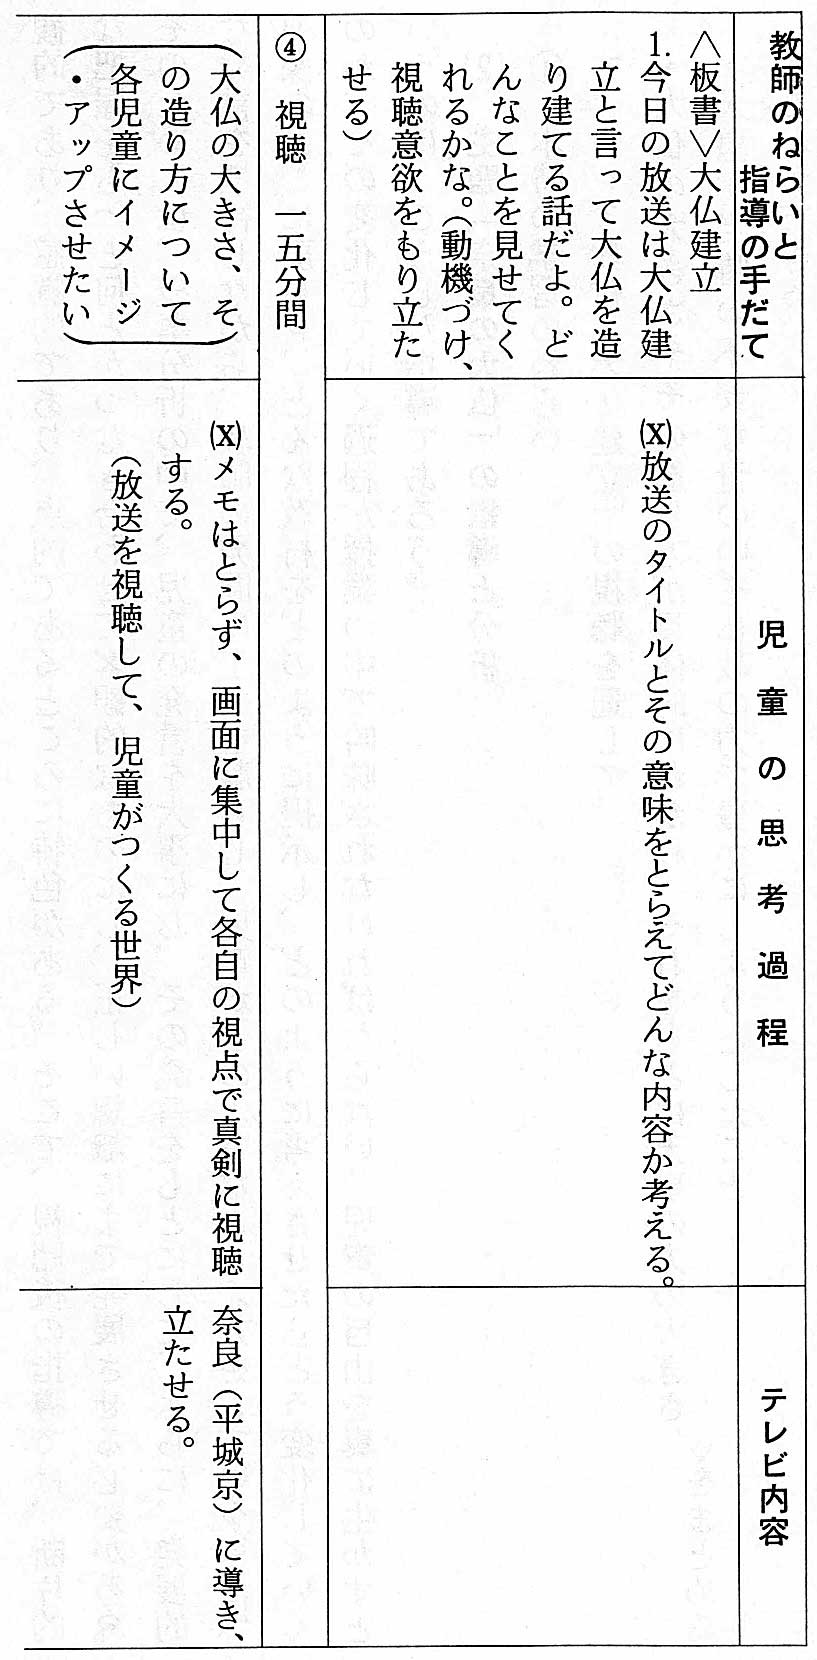 教師のねらいと
指導の手だて
児童の思考過程
テレビ内容
＜板書＞大仏建立
1.今日の放送は大仏建
立と言って大仏を造
り建てる話だよ。ど
んなことを見せてく
れるかな。（動機づけ、
視聴意欲をもり立た
せる）
(X)放送のタイトルとその意味をとらえてどんな内容か考える。
④　視聴　一五分間
大仏の大きさ、そ
の造り方について
各児童にイメージ
・アップさせたい
(X)メモはとらず、画面に集中して各自の視点で真剣に視聴
する。
（放送を視聴して、児童がつくる世界）
奈良（平城京）に導き、
立たせる。